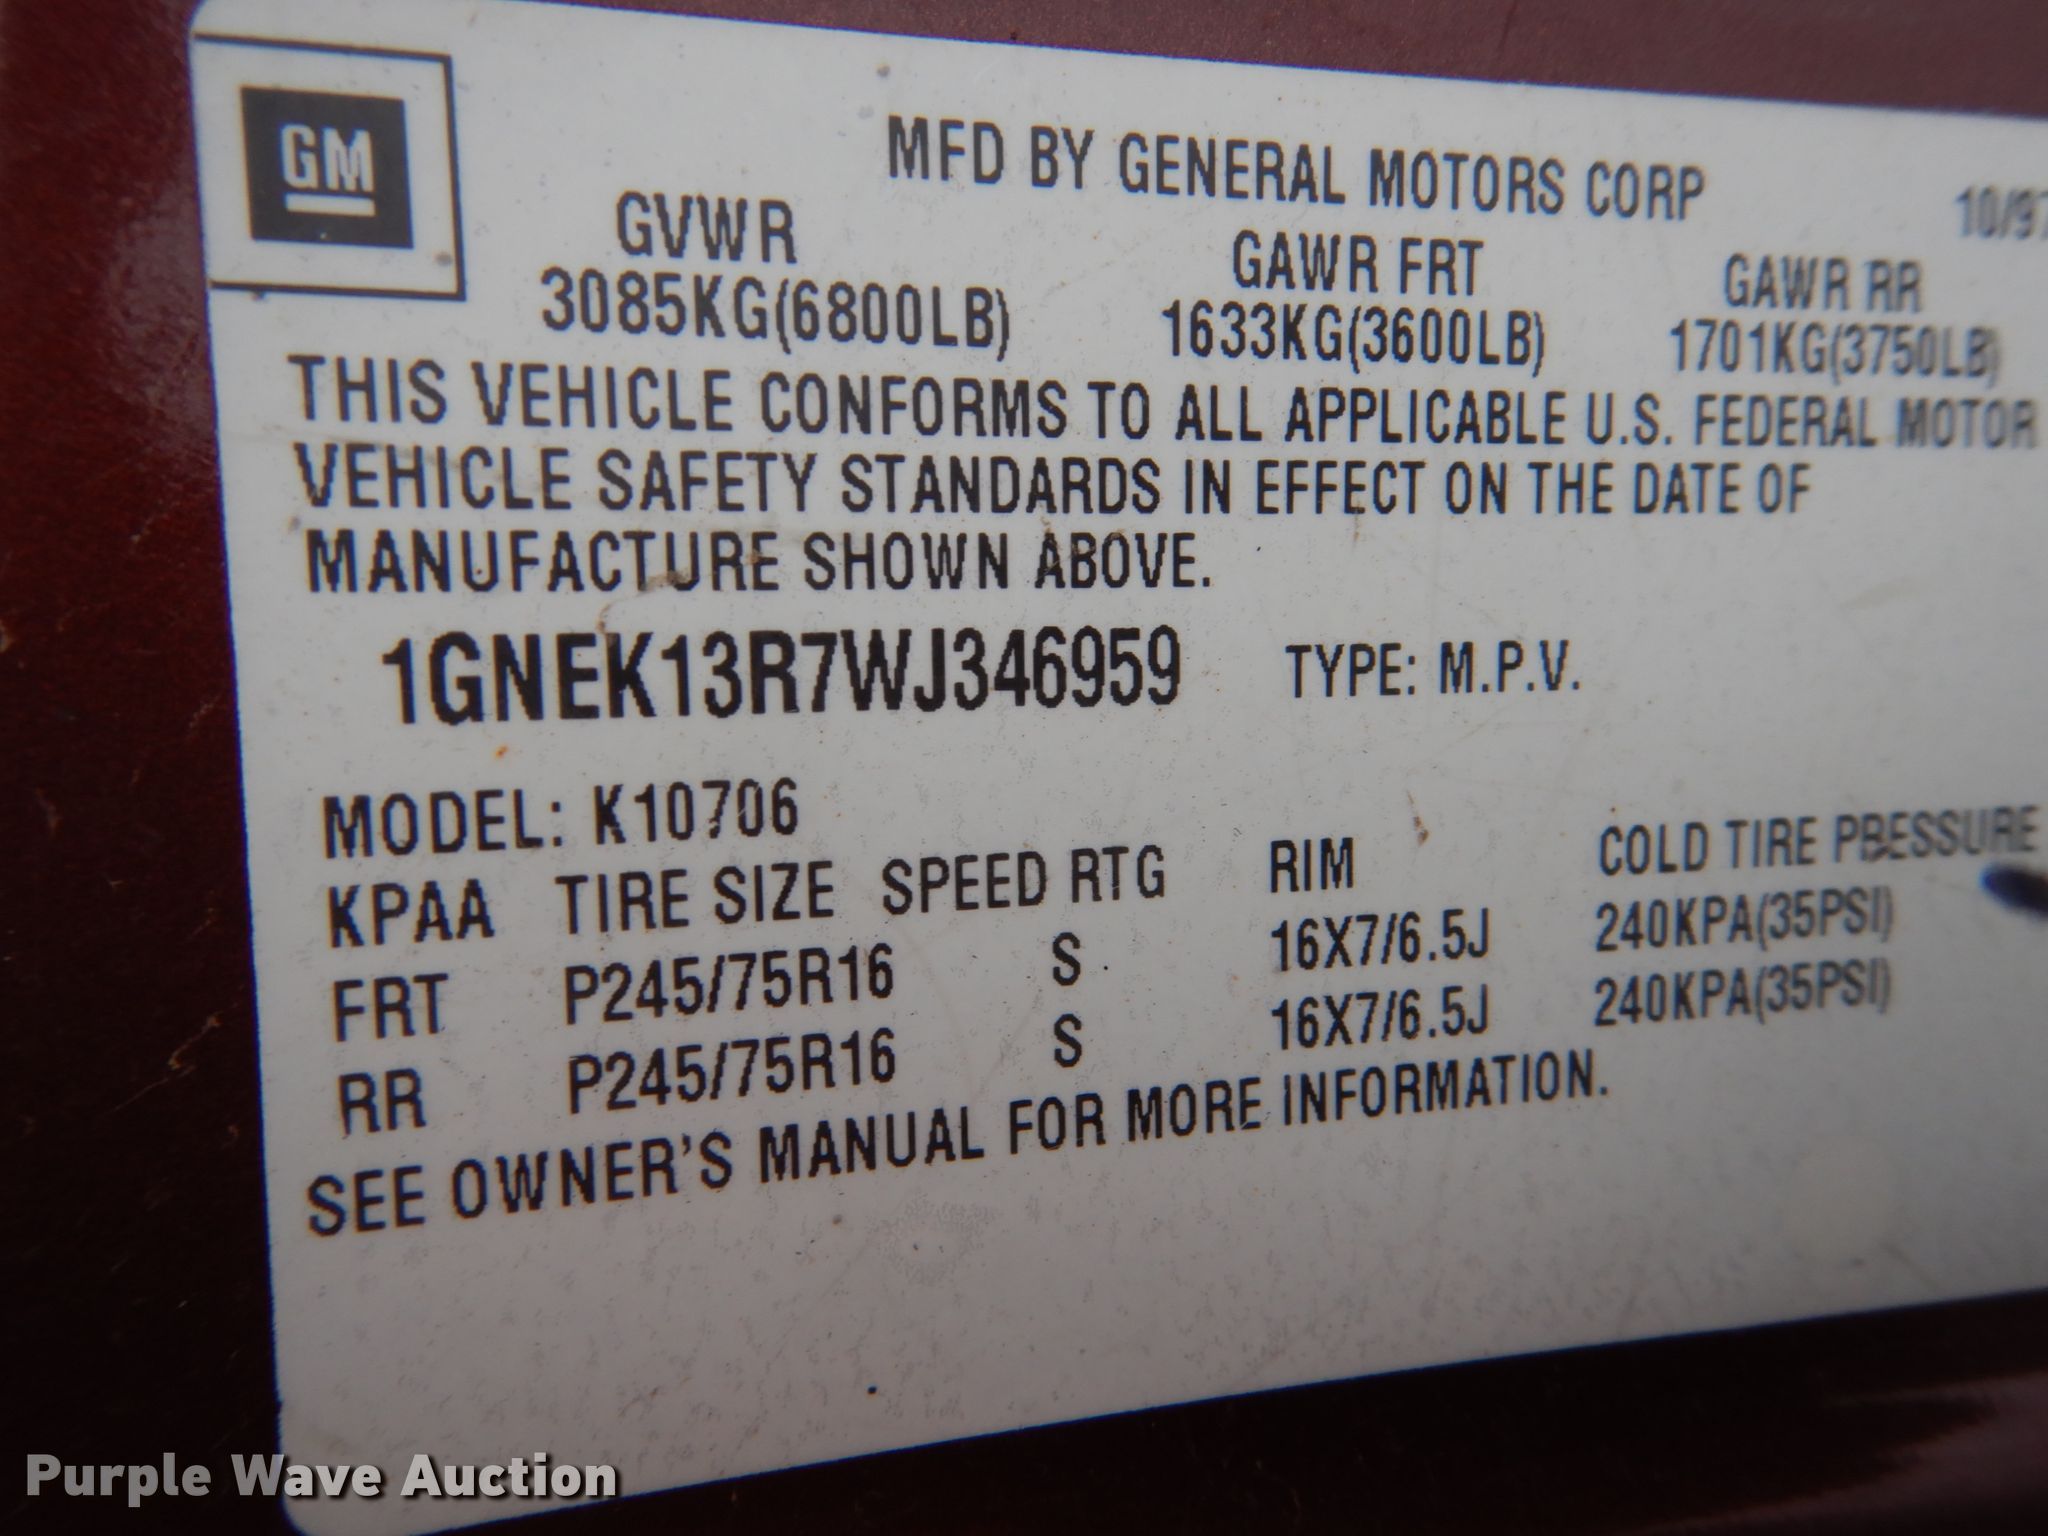 GM
MFD BY GENERAL MOTORS CORP 10/97
GVWR GAWR FRT GAWR RR
3085KG(6800LB) 1633KG(3600LB) 1701KG(3750LB)
THIS VEHICLE CONFORMS TO ALL APPLICABLE U.S. FEDERAL MOTOR
VEHICLE SAFETY STANDARDS IN EFFECT ON THE DATE OF
MANUFACTURE SHOWN ABOVE.
1GNEK13R7WJ346959 TYPE: M.P.V.
MODEL: K10706
KPAA TIRE SIZE SPEED RTG RIM COLD TIRE PRESSURE
FRT P245/75R16 S 16X7/6.5J 240KPA(35PSI)
RR P245/75R16 S 16X7/6.5J 240KPA(35PSI)
SEE OWNER'S MANUAL FOR MORE INFORMATION.
Purple Wave Auction